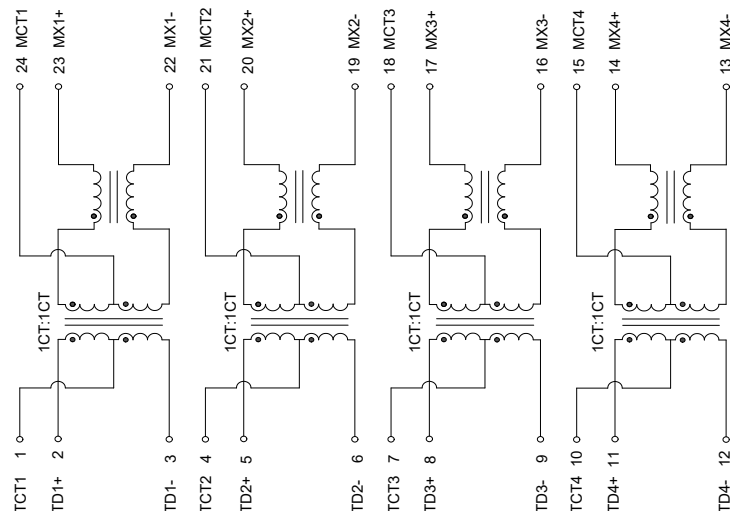 24 MCT1
23 MX1+
22 MX1-
21 MCT2
20 MX2+
19 MX2-
18 MCT3
17 MX3+
16 MX3-
15 MCT4
14 MX4+
13 MX4-
1CT:1CT
1CT:1CT
1CT:1CT
1CT:1CT
TCT1 1
TD1+ 2
TD1- 3
TCT2 4
TD2+ 5
TD2- 6
TCT3 7
TD3+ 8
TD3- 9
TCT4 10
TD4+ 11
TD4- 12